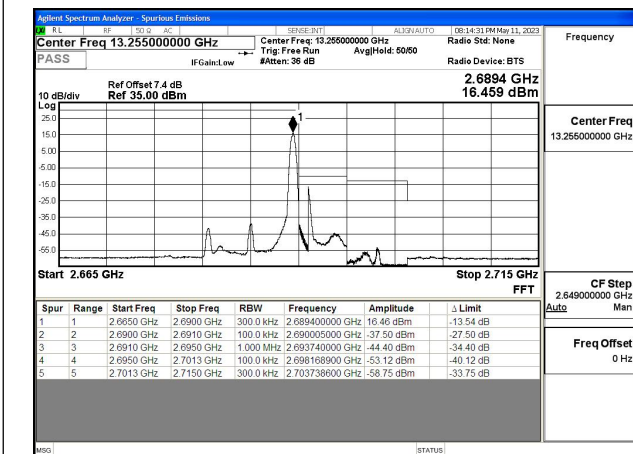 Agilent Spectrum Analyzer - Spurious Emissions
RL RF 50 Ω AC SENSE:INT ALIGN AUTO 08:14:31 PM May 11, 2023
Center Freq 13.255000000 GHz
Center Freq: 13.255000000 GHz
Radio Std: None
PASS
IFGain:Low
Trig: Free Run Avg|Hold: 50/50
#Atten: 36 dB
Radio Device: BTS
Ref Offset 7.4 dB
2.6894 GHz
10 dB/div Ref 35.00 dBm
16.459 dBm
Log
25.0
15.0
5.00
-5.00
-15.0
-25.0
-35.0
-45.0
-55.0
1
Start 2.665 GHz Stop 2.715 GHz
FFT
Spur Range Start Freq Stop Freq RBW Frequency Amplitude Δ Limit
1 1 2.6650 GHz 2.6900 GHz 300.0 kHz 2.689400000 GHz 16.46 dBm -13.54 dB
2 2 2.6900 GHz 2.6910 GHz 100.0 kHz 2.690005000 GHz -37.50 dBm -27.50 dB
3 3 2.6910 GHz 2.6950 GHz 1.000 MHz 2.693740000 GHz -44.40 dBm -34.40 dB
4 4 2.6950 GHz 2.7013 GHz 100.0 kHz 2.698168900 GHz -53.12 dBm -40.12 dB
5 5 2.7013 GHz 2.7150 GHz 300.0 kHz 2.703738600 GHz -58.75 dBm -33.75 dB
MSG STATUS
Frequency
Center Freq
13.255000000 GHz
CF Step
2.649000000 GHz
Auto Man
Freq Offset
0 Hz